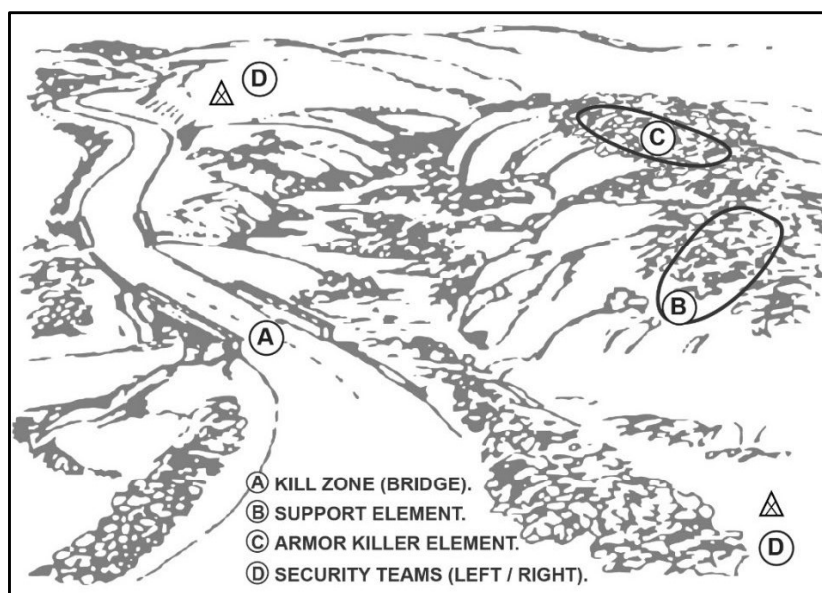 D
C
B
A
A KILL ZONE (BRIDGE).
B SUPPORT ELEMENT.
C ARMOR KILLER ELEMENT.
D SECURITY TEAMS (LEFT / RIGHT).
D